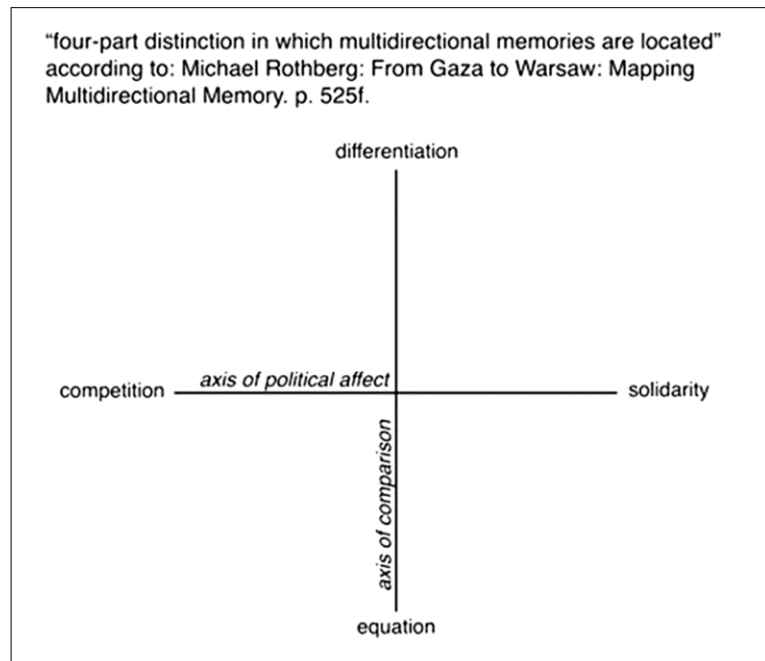 “four-part distinction in which multidirectional memories are located”
according to: Michael Rothberg: From Gaza to Warsaw: Mapping
Multidirectional Memory. p. 525f.
differentiation
axis of political affect
competition
solidarity
axis of comparison
equation